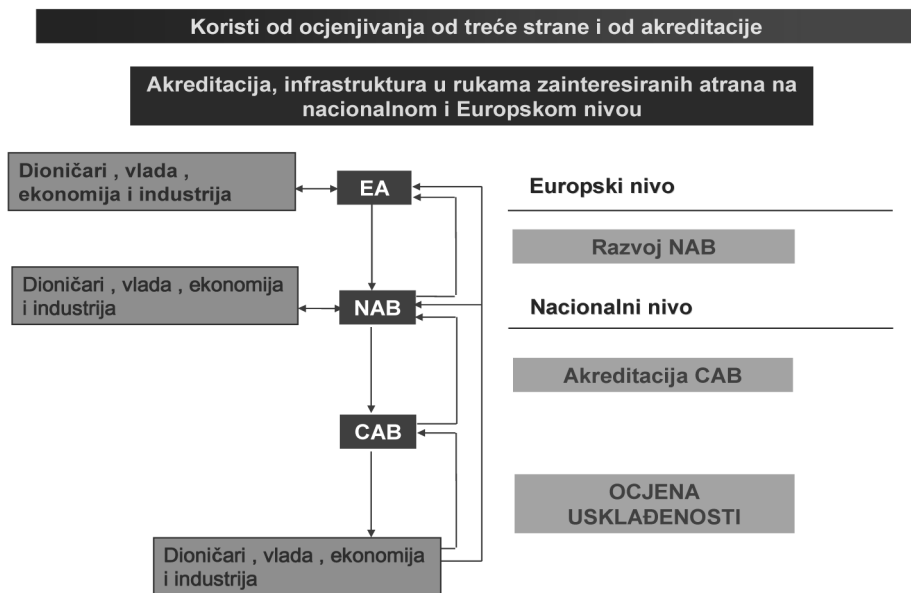 Koristi od ocjenjivanja od treće strane i od akreditacije
Akreditacija, infrastruktura u rukama zainteresiranih atrana na
nacionalnom i Europskom nivou
Dioničari , vlada ,
ekonomija i industrija
EA
Europski nivo
Razvoj NAB
Dioničari , vlada , ekonomija
i industrija
NAB
Nacionalni nivo
Akreditacija CAB
CAB
OCJENA
USKLAĐENOSTI
Dioničari , vlada , ekonomija
i industrija